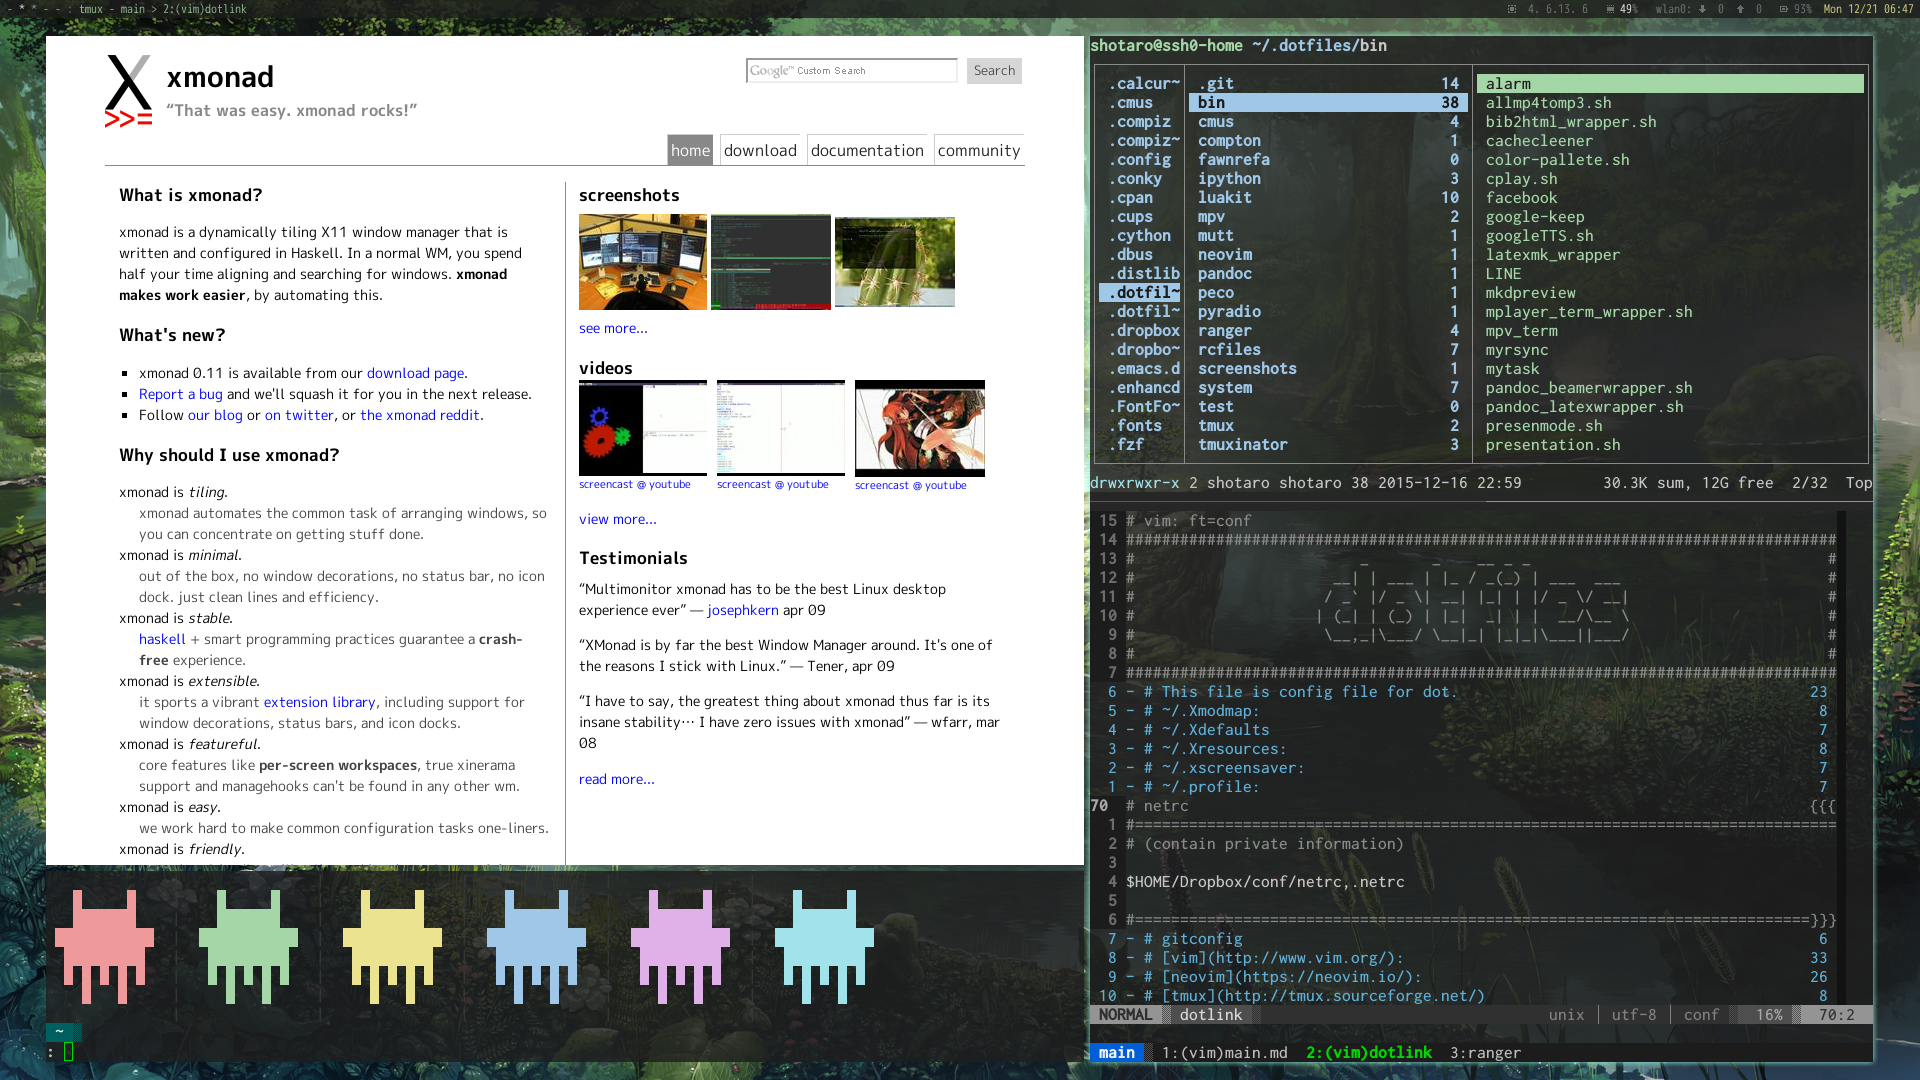 - * * - - : tmux - main > 2:(vim)dotlink
4. 6.13. 6 49% wlan0: 0 0 93% Mon 12/21 06:47
xmonad
“That was easy. xmonad rocks!”
Google™ Custom Search
Search
home download documentation community
What is xmonad?
xmonad is a dynamically tiling X11 window manager that is
written and configured in Haskell. In a normal WM, you spend
half your time aligning and searching for windows. xmonad
makes work easier, by automating this.
What's new?
xmonad 0.11 is available from our download page.
Report a bug and we'll squash it for you in the next release.
Follow our blog or on twitter, or the xmonad reddit.
Why should I use xmonad?
xmonad is tiling.
xmonad automates the common task of arranging windows, so
you can concentrate on getting stuff done.
xmonad is minimal.
out of the box, no window decorations, no status bar, no icon
dock. just clean lines and efficiency.
xmonad is stable.
haskell + smart programming practices guarantee a crash-
free experience.
xmonad is extensible.
it sports a vibrant extension library, including support for
window decorations, status bars, and icon docks.
xmonad is featureful.
core features like per-screen workspaces, true xinerama
support and managehooks can't be found in any other wm.
xmonad is easy.
we work hard to make common configuration tasks one-liners.
xmonad is friendly.
screenshots
see more...
videos
screencast @ youtube screencast @ youtube screencast @ youtube
view more...
Testimonials
“Multimonitor xmonad has to be the best Linux desktop
experience ever” — josephkern apr 09
“XMonad is by far the best Window Manager around. It's one of
the reasons I stick with Linux.” — Tener, apr 09
“I have to say, the greatest thing about xmonad thus far is its
insane stability… I have zero issues with xmonad” — wfarr, mar
08
read more...
~
:
shotaro@ssh0-home ~/.dotfiles/bin
.calcur~ .git 14 alarm
.cmus bin 38 allmp4tomp3.sh
.compiz cmus 4 bib2html_wrapper.sh
.compiz~ compton 1 cachecleener
.config fawnrefa 0 color-pallete.sh
.conky ipython 3 cplay.sh
.cpan luakit 10 facebook
.cups mpv 2 google-keep
.cython mutt 1 googleTTS.sh
.dbus neovim 1 latexmk_wrapper
.distlib pandoc 1 LINE
.dotfil~ peco 1 mkdpreview
.dotfil~ pyradio 1 mplayer_term_wrapper.sh
.dropbox ranger 4 mpv_term
.dropbo~ rcfiles 7 myrsync
.emacs.d screenshots 1 mytask
.enhancd system 7 pandoc_beamerwrapper.sh
.FontFo~ test 0 pandoc_latexwrapper.sh
.fonts tmux 2 presenmode.sh
.fzf tmuxinator 3 presentation.sh
drwxrwxr-x 2 shotaro shotaro 38 2015-12-16 22:59 30.3K sum, 12G free 2/32 Top
15 # vim: ft=conf
14 ###############################################################################
13 # _ _ __ _ _ #
12 # __| | ___ | |_ / _(_) | ___ ___ #
11 # / _` |/ _ \| __| |_| | |/ _ \/ __| #
10 # | (_| | (_) | |_| _| | | __/\__ \ #
9 # \__,_|\___/ \__|_| |_|_|\___||___/ #
8 # #
7 ###############################################################################
6 - # This file is config file for dot. 23
5 - # ~/.Xmodmap: 8
4 - # ~/.Xdefaults 7
3 - # ~/.Xresources: 8
2 - # ~/.xscreensaver: 7
1 - # ~/.profile: 7
70 # netrc {{{
1 #==============================================================================
2 # (contain private information)
3
4 $HOME/Dropbox/conf/netrc,.netrc
5
6 #===========================================================================}}}
7 - # gitconfig 6
8 - # [vim](http://www.vim.org/): 33
9 - # [neovim](https://neovim.io/): 26
10 - # [tmux](http://tmux.sourceforge.net/) 8
NORMAL dotlink unix utf-8 conf 16% 70:2
main 1:(vim)main.md 2:(vim)dotlink 3:ranger